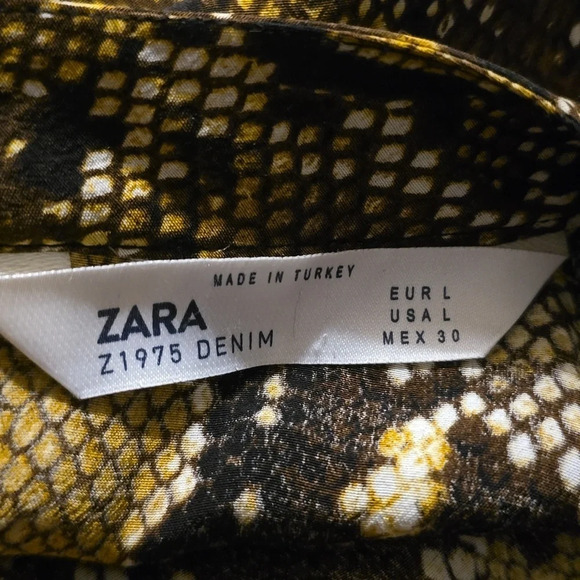 MADE IN TURKEY
ZARA
Z1975 DENIM
EUR L
USA L
MEX 30